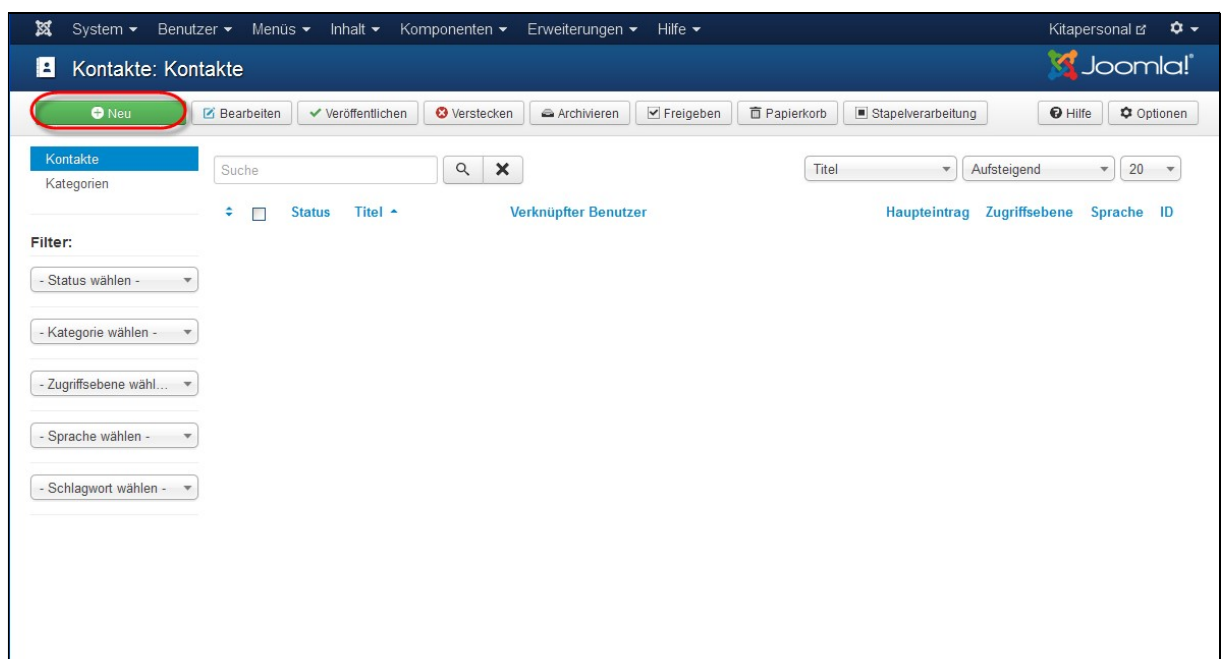 System Benutzer Menüs Inhalt Komponenten Erweiterungen Hilfe Kitapersonal
Kontakte: Kontakte Joomla!
Neu Bearbeiten Veröffentlichen Verstecken Archivieren Freigeben Papierkorb Stapelverarbeitung Hilfe Optionen
Kontakte
Kategorien
Suche Titel Aufsteigend 20
Status Titel Verknüpfter Benutzer Haupteintrag Zugriffsebene Sprache ID
Filter:
- Status wählen -
- Kategorie wählen -
- Zugriffsebene wähl...
- Sprache wählen -
- Schlagwort wählen -